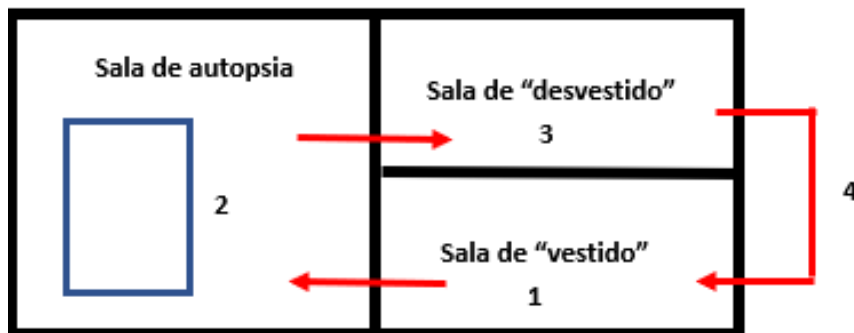 Sala de autopsia
Sala de “desvestido”
3
2
4
Sala de “vestido”
1